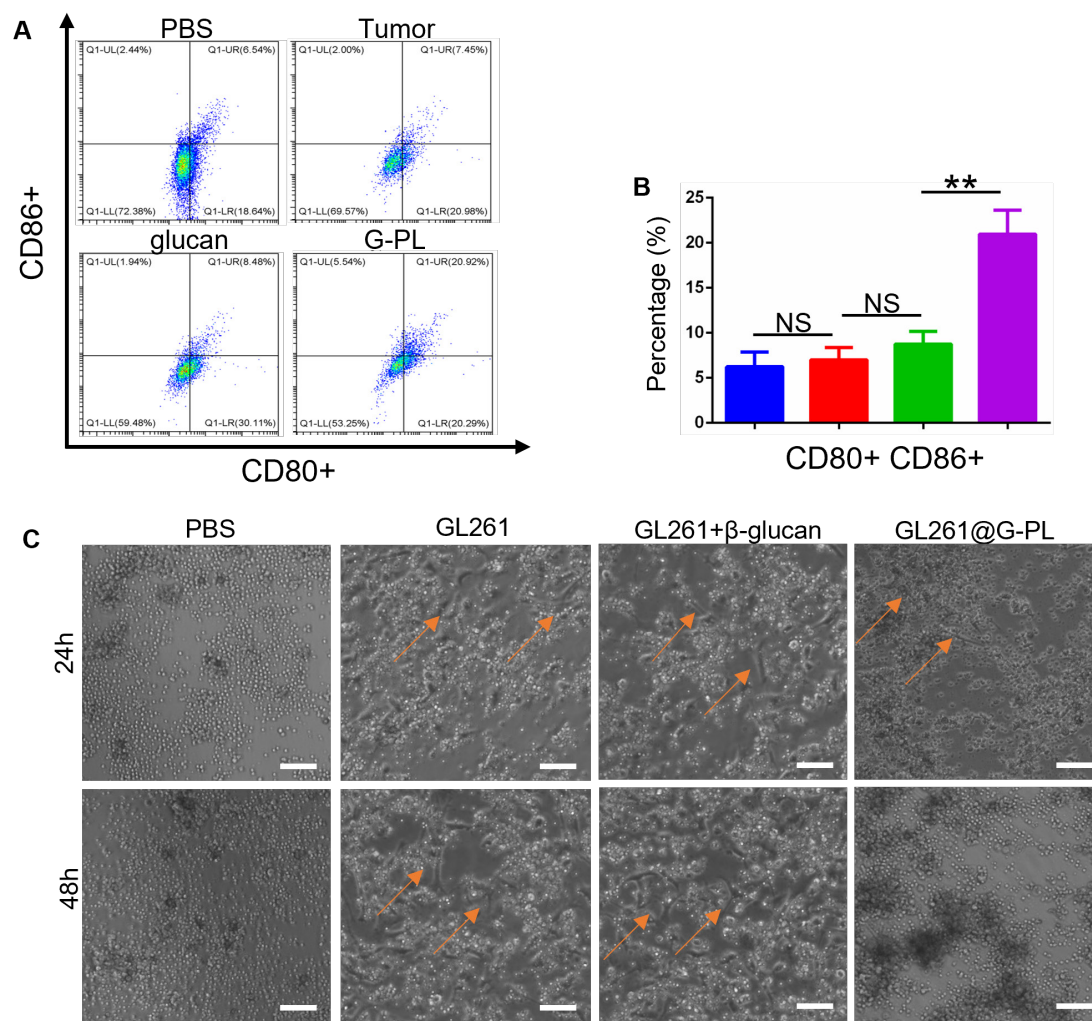 A
PBS
Tumor
Q1-UL(2.44%)
Q1-UR(6.54%)
Q1-UL(2.00%)
Q1-UR(7.45%)
Q1-LL(72.38%)
Q1-LR(18.64%)
Q1-LL(69.57%)
Q1-LR(20.98%)
glucan
G-PL
Q1-UL(1.94%)
Q1-UR(8.48%)
Q1-UL(5.54%)
Q1-UR(20.92%)
Q1-LL(59.48%)
Q1-LR(30.11%)
Q1-LL(53.25%)
Q1-LR(20.29%)
CD86+
CD80+
B
Percentage (%)
25
20
15
10
5
0
NS
NS
**
CD80+ CD86+
C
PBS
GL261
GL261+β-glucan
GL261@G-PL
24h
48h